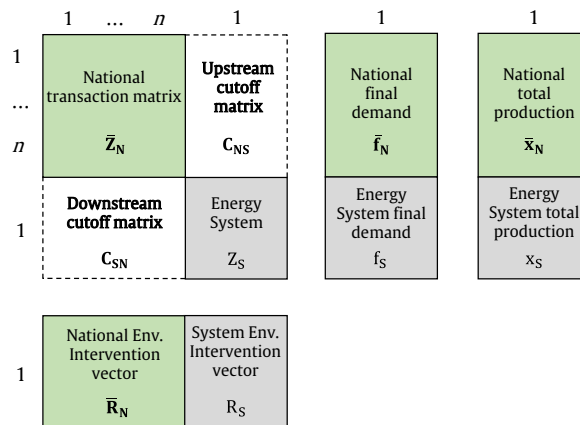 1 ... n 1 1 1
1
...
n
National
transaction matrix
Z̅N
Upstream
cutoff
matrix
CNS
National
final
demand
f̅N
National
total
production
x̅N
1
Downstream
cutoff matrix
CSN
Energy
System
ZS
Energy
System final
demand
fS
Energy
System total
production
xS
1
National Env.
Intervention
vector
R̅N
System Env.
Intervention
vector
RS